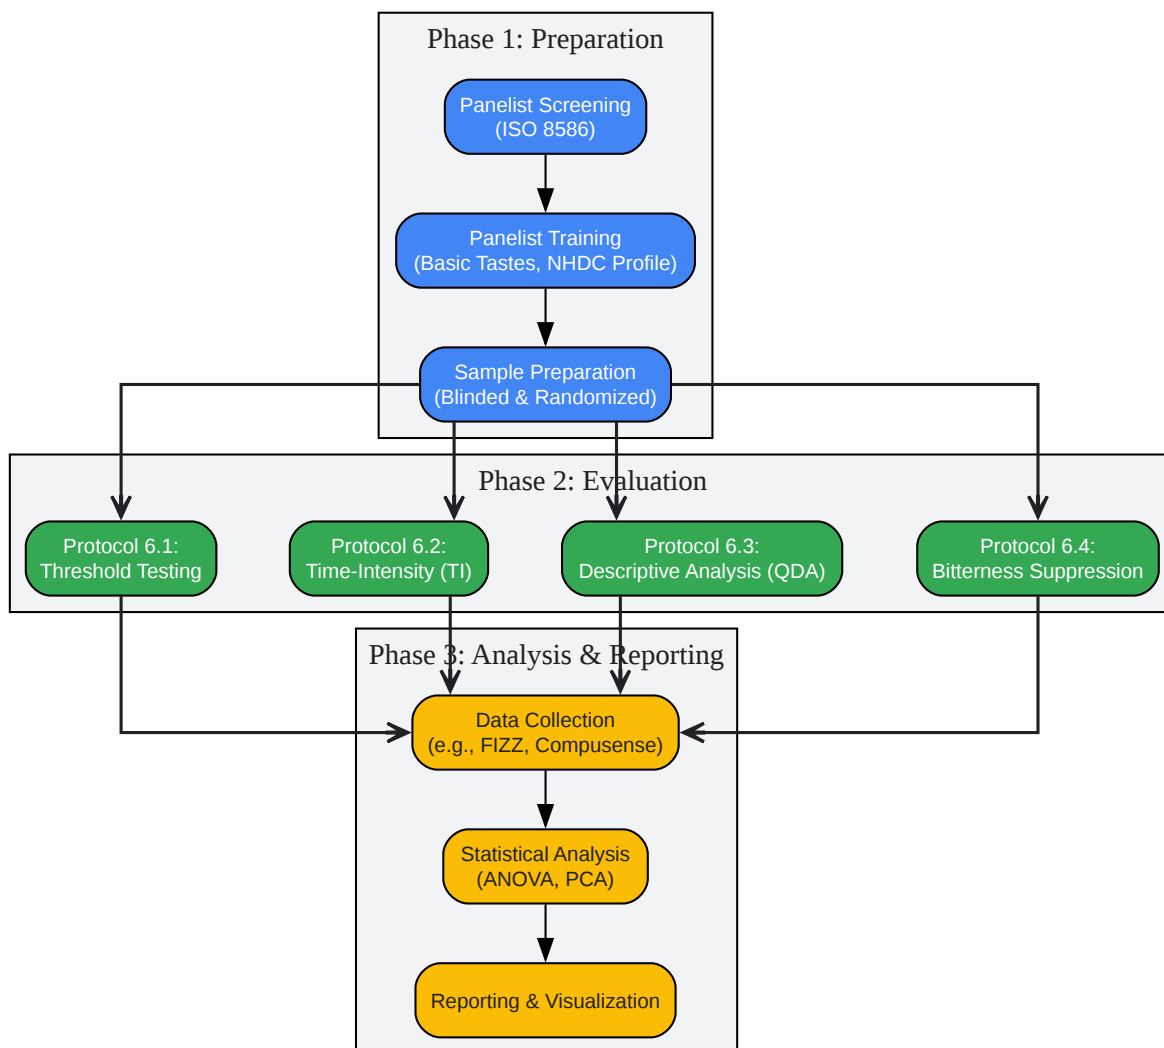 Phase 1: Preparation
Panelist Screening
(ISO 8586)
Panelist Training
(Basic Tastes, NHDC Profile)
Sample Preparation
(Blinded & Randomized)
Phase 2: Evaluation
Protocol 6.1:
Threshold Testing
Protocol 6.2:
Time-Intensity (TI)
Protocol 6.3:
Descriptive Analysis (QDA)
Protocol 6.4:
Bitterness Suppression
Phase 3: Analysis & Reporting
Data Collection
(e.g., FIZZ, Compusense)
Statistical Analysis
(ANOVA, PCA)
Reporting & Visualization